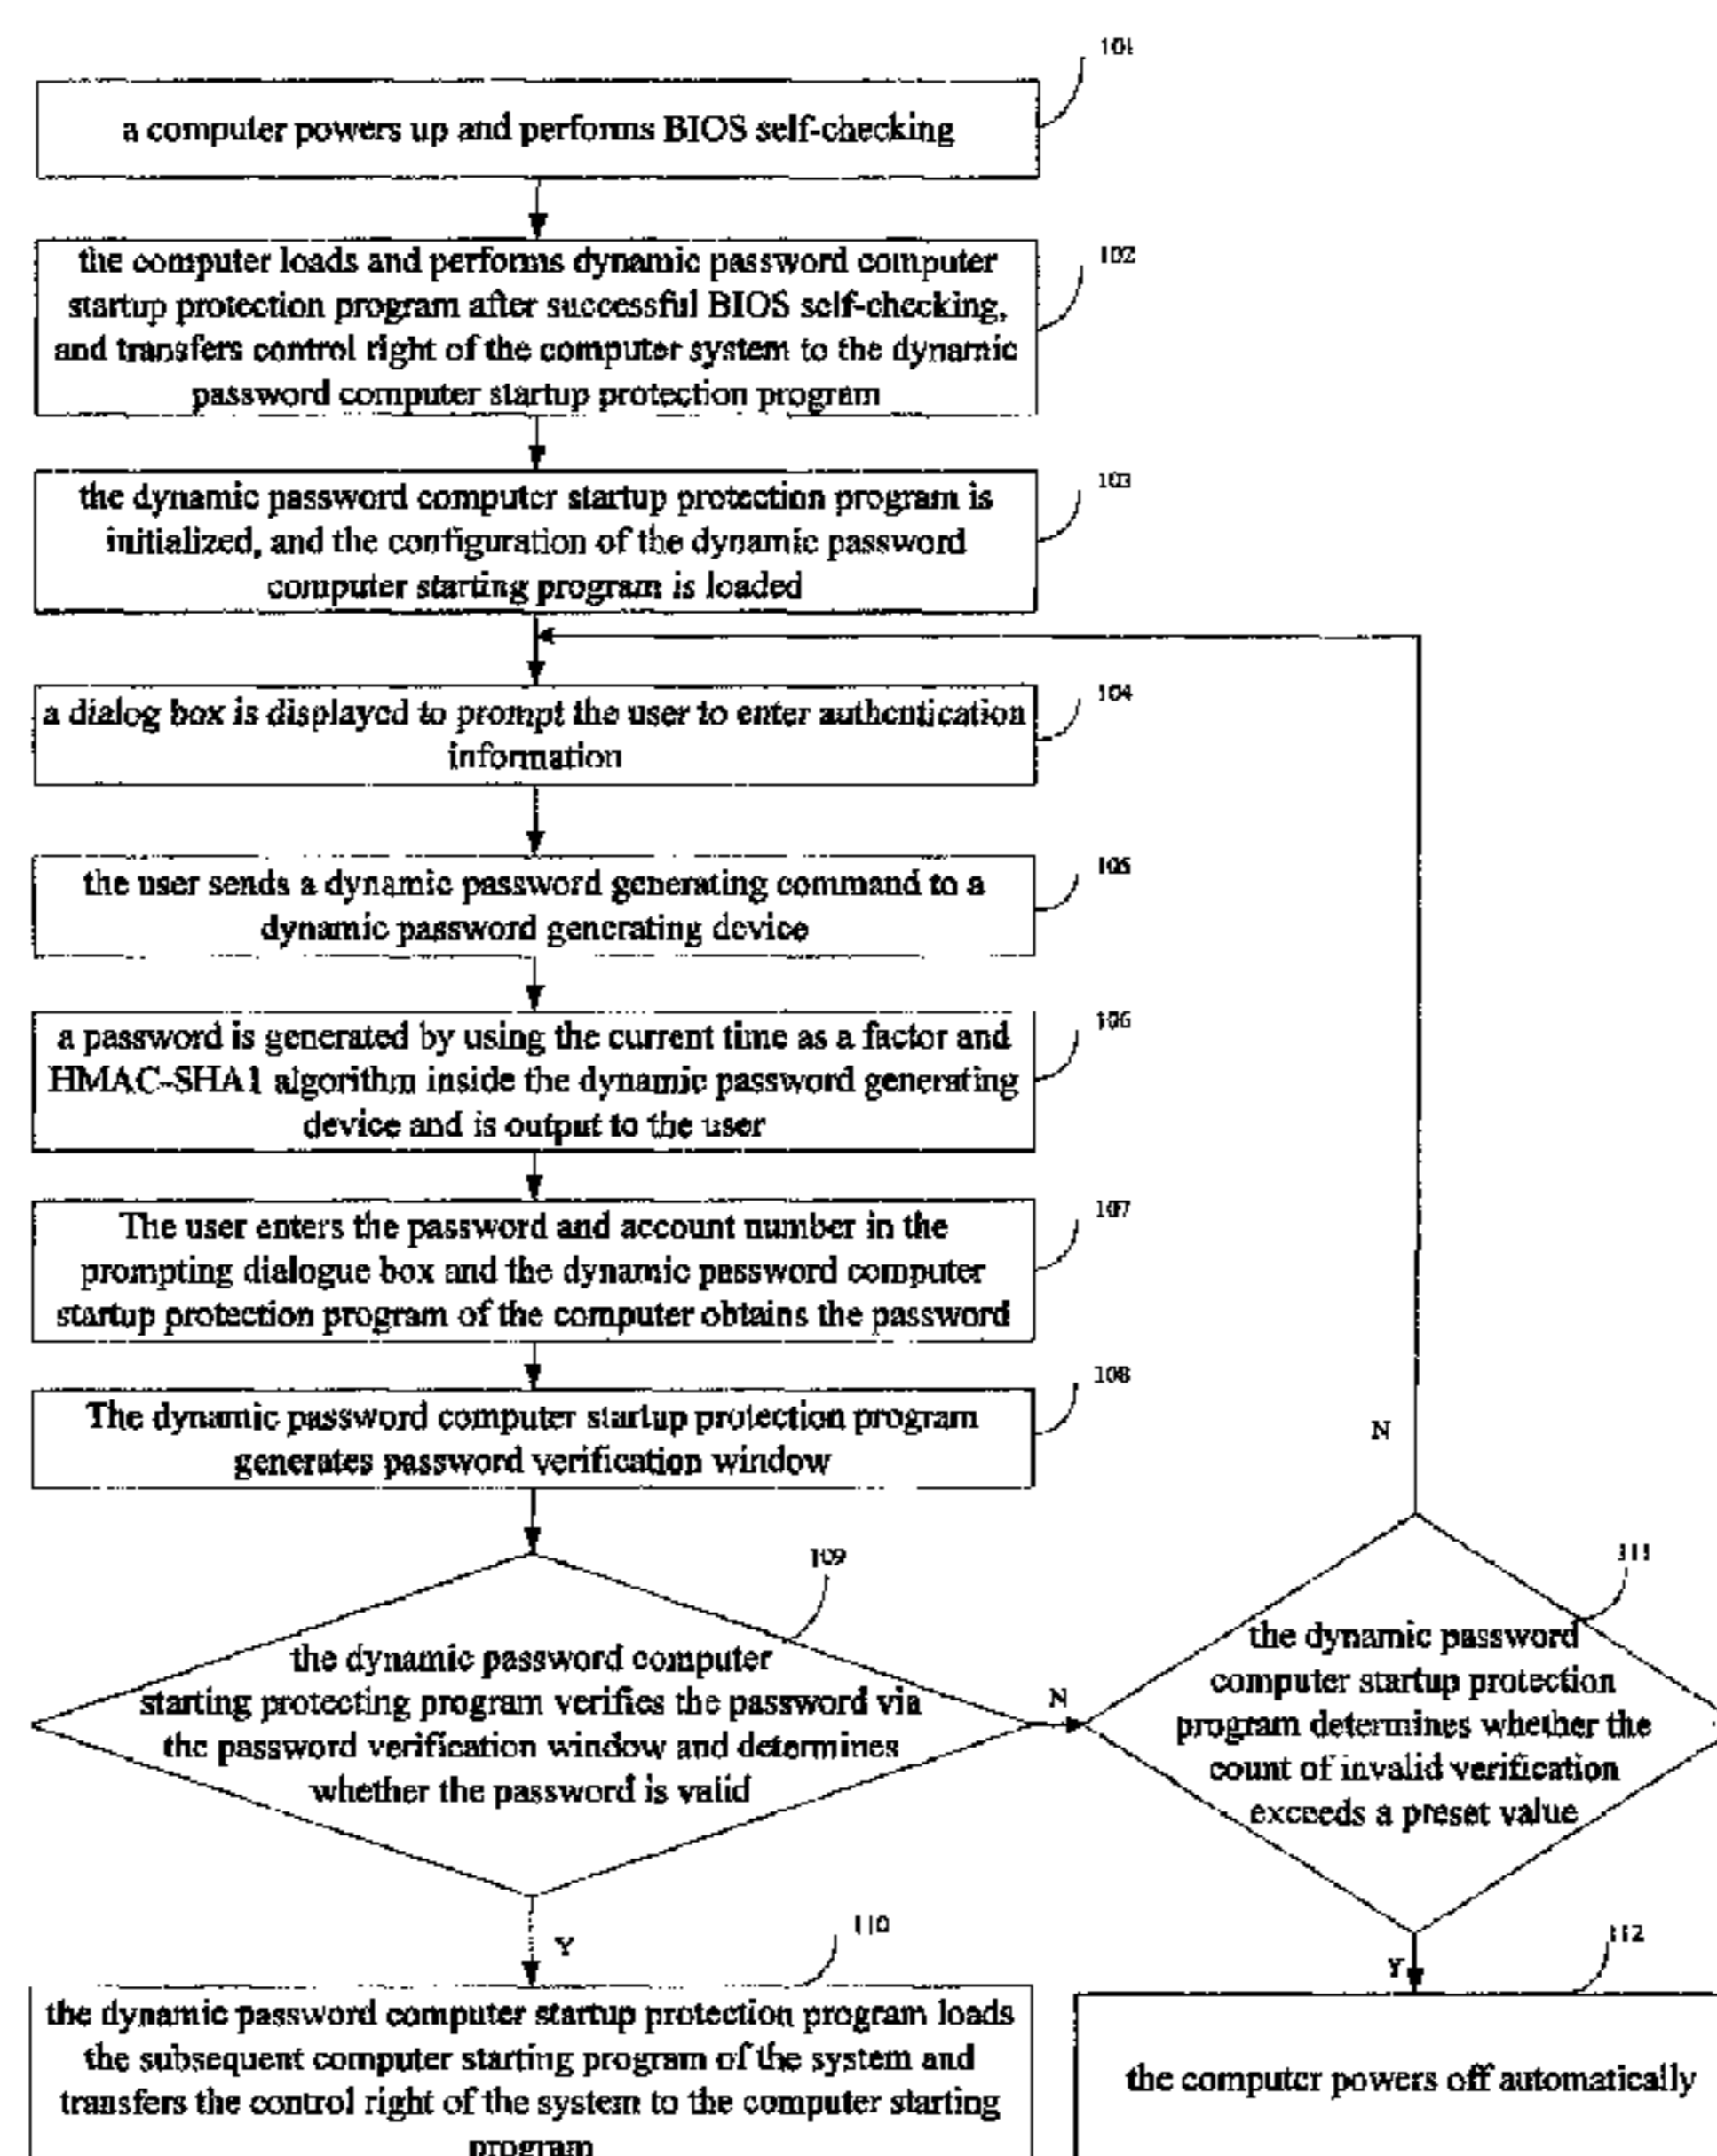 101
a computer powers up and performs BIOS self-checking
102
the computer loads and performs dynamic password computer
startup protection program after successful BIOS self-checking,
and transfers control right of the computer system to the dynamic
password computer startup protection program
103
the dynamic password computer startup protection program is
initialized, and the configuration of the dynamic password
computer starting program is loaded
104
a dialog box is displayed to prompt the user to enter authentication
information
105
the user sends a dynamic password generating command to a
dynamic password generating device
106
a password is generated by using the current time as a factor and
HMAC-SHA1 algorithm inside the dynamic password generating
device and is output to the user
107
The user enters the password and account number in the
prompting dialogue box and the dynamic password computer
startup protection program of the computer obtains the password
108
The dynamic password computer startup protection program
generates password verification window
N
109
the dynamic password computer
starting protecting program verifies the password via
the password verification window and determines
whether the password is valid
N
111
the dynamic password
computer startup protection
program determines whether the
count of invalid verification
exceeds a preset value
Y
110
the dynamic password computer startup protection program loads
the subsequent computer starting program of the system and
transfers the control right of the system to the computer starting
program
Y
112
the computer powers off automatically